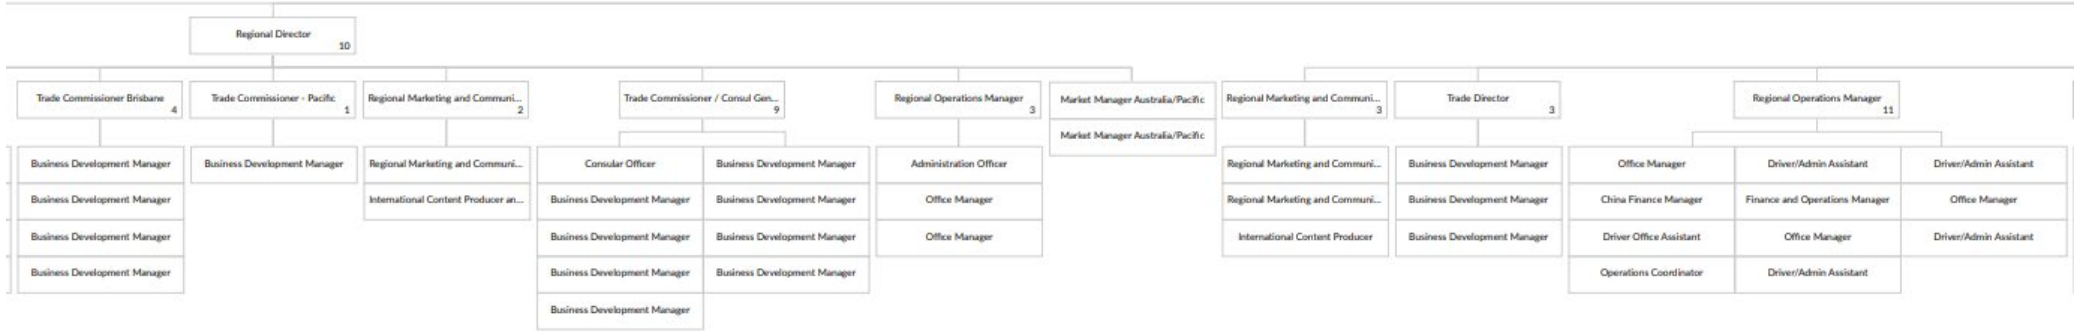 Regional Director
10
Trade Commissioner Brisbane
4
Trade Commissioner - Pacific
1
Regional Marketing and Communi...
2
Trade Commissioner / Consul Gen...
9
Regional Operations Manager
3
Market Manager Australia/Pacific
Market Manager Australia/Pacific
Regional Marketing and Communi...
3
Trade Director
3
Regional Operations Manager
11
Business Development Manager
Business Development Manager
Business Development Manager
Business Development Manager
Business Development Manager
Regional Marketing and Communi...
International Content Producer an...
Consular Officer
Business Development Manager
Business Development Manager
Business Development Manager
Business Development Manager
Business Development Manager
Business Development Manager
Business Development Manager
Business Development Manager
Administration Officer
Office Manager
Office Manager
Regional Marketing and Communi...
Regional Marketing and Communi...
International Content Producer
Business Development Manager
Business Development Manager
Business Development Manager
Office Manager
China Finance Manager
Driver Office Assistant
Operations Coordinator
Driver/Admin Assistant
Finance and Operations Manager
Office Manager
Driver/Admin Assistant
Driver/Admin Assistant
Office Manager
Driver/Admin Assistant